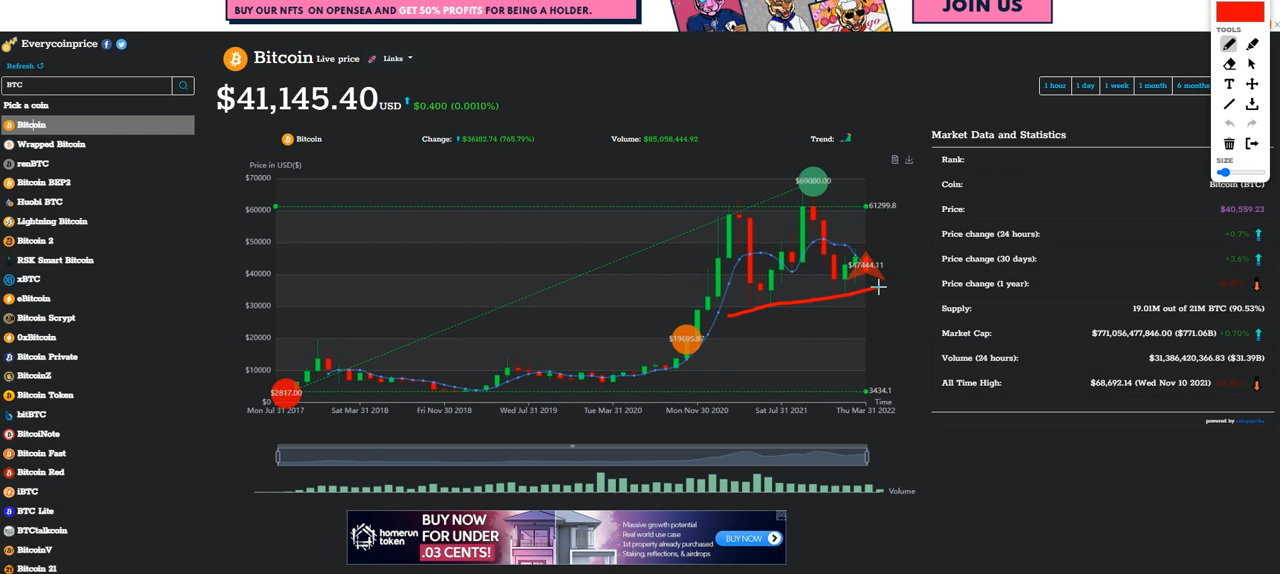 BUY OUR NFTS ON OPENSEA AND GET 50% PROFITS FOR BEING A HOLDER.
JOIN US
Everycoinprice
Refresh
BTC
Pick a coin
Bitcoin
Wrapped Bitcoin
renBTC
Bitcoin BEP2
Huobi BTC
Lightning Bitcoin
Bitcoin 2
RSK Smart Bitcoin
xBTC
eBitcoin
Bitcoin Scrypt
0xBitcoin
Bitcoin Private
BitcoinZ
Bitcoin Token
bitBTC
BitcoiNote
Bitcoin Fast
Bitcoin Red
iBTC
BTC Lite
BTCtalkcoin
BitcoinV
Bitcoin 21
Bitcoin Live price Links
$41,145.40 USD $0.400 (0.0010%)
1 hour 1 day 1 week 1 month 6 months
Bitcoin Change: $36182.74 (765.79%) Volume: $85,058,444.92 Trend:
Price in USD($)
$70000
$60000
$50000
$40000
$30000
$20000
$10000
$0
$69000.00
61299.8
$47444.11
$19695.87
$2817.00
3434.1
Time
Mon Jul 31 2017 Sat Mar 31 2018 Fri Nov 30 2018 Wed Jul 31 2019 Tue Mar 31 2020 Mon Nov 30 2020 Sat Jul 31 2021 Thu Mar 31 2022
Volume
Market Data and Statistics
Rank:
Coin: Bitcoin (BTC)
Price: $40,559.23
Price change (24 hours): +0.7%
Price change (30 days): +3.6%
Price change (1 year):
Supply: 19.01M out of 21M BTC (90.53%)
Market Cap: $771,056,477,846.00 ($771.06B) +0.70%
Volume (24 hours): $31,386,420,366.83 ($31.39B)
All Time High: $68,692.14 (Wed Nov 10 2021)
powered by coinpaprika
TOOLS
T
SIZE
homerun token
BUY NOW FOR UNDER .03 CENTS!
- Massive growth potential
- Real world use case
- 1st property already purchased
- Staking, reflections, & airdrops
BUY NOW